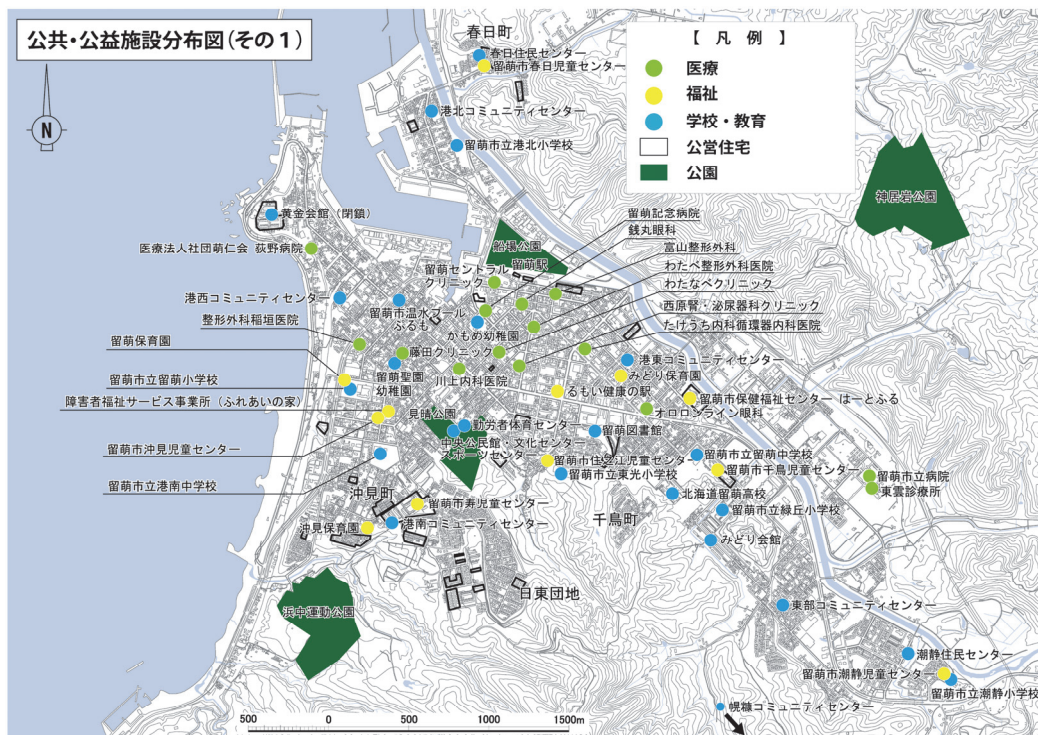 公共・公益施設分布図(その1)
N
【 凡 例 】
医療
福祉
学校・教育
公営住宅
公園
春日町
春日住民センター
留萌市春日児童センター
港北コミュニティセンター
留萌市立港北小学校
神居岩公園
黄金会館(閉鎖)
医療法人社団萌仁会 荻野病院
船場公園
留萌駅
留萌セントラル
クリニック
留萌記念病院
銭丸眼科
富山整形外科
わたべ整形外科医院
わたなべクリニック
西原腎・泌尿器科クリニック
たけうち内科循環器内科医院
港西コミュニティセンター
留萌市温水プール
ぷるも
かもめ幼稚園
整形外科稲垣医院
藤田クリニック
留萌聖園
幼稚園
川上内科医院
港東コミュニティセンター
みどり保育園
留萌保育園
留萌市立留萌小学校
障害者福祉サービス事業所(ふれあいの家)
るもい健康の駅
留萌市保健福祉センター はーとふる
オロロンライン眼科
見晴公園
勤労者体育センター
中央公民館・文化センター
スポーツセンター
留萌図書館
留萌市沖見児童センター
留萌市住之江児童センター
留萌市立東光小学校
留萌市立留萌中学校
留萌市千鳥児童センター
留萌市立病院
東雲診療所
留萌市立港南中学校
沖見町
留萌市寿児童センター
北海道留萌高校
留萌市立緑丘小学校
千鳥町
沖見保育園
港南コミュニティセンター
みどり会館
日東団地
浜中運動公園
東部コミュニティセンター
潮静住民センター
留萌市潮静児童センター
留萌市立潮静小学校
幌糠コミュニティセンター
500 0 500 1000 1500m